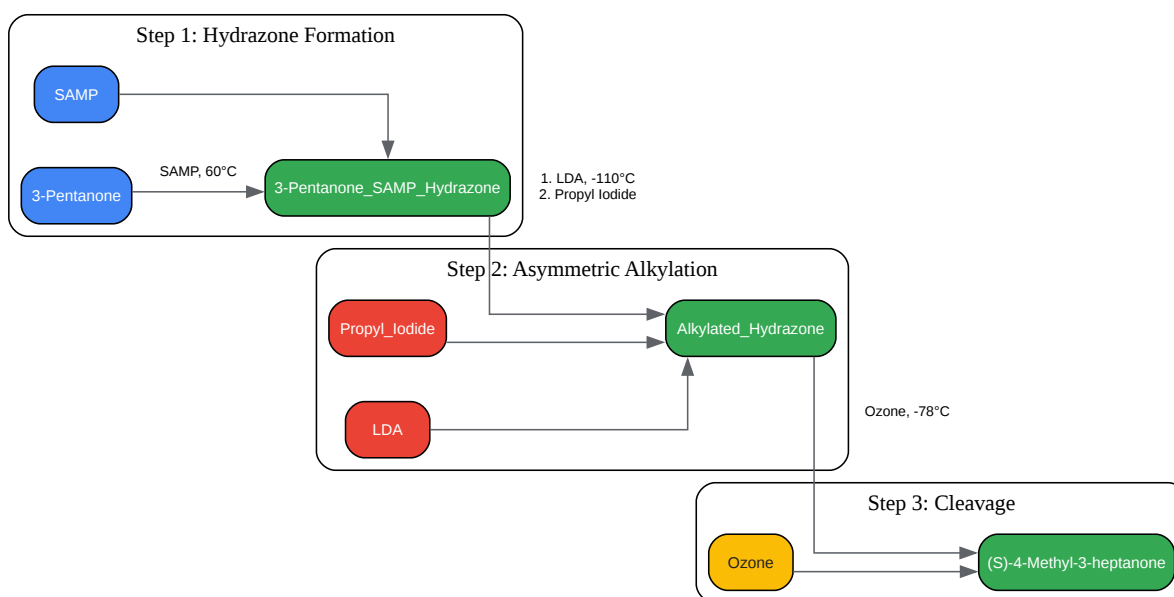 Step 1: Hydrazone Formation
SAMP
3-Pentanone
SAMP, 60°C
3-Pentanone_SAMP_Hydrazone
1. LDA, -110°C
2. Propyl Iodide
Step 2: Asymmetric Alkylation
Propyl_Iodide
Alkylated_Hydrazone
LDA
Ozone, -78°C
Step 3: Cleavage
Ozone
(S)-4-Methyl-3-heptanone